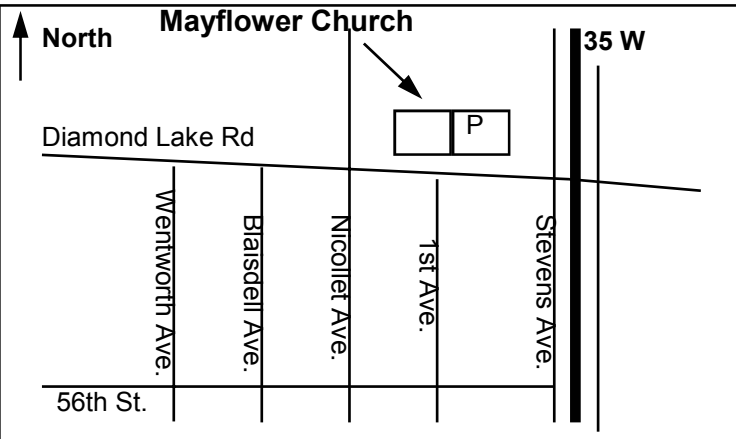 North
Mayflower Church
35 W
P
Diamond Lake Rd
Wentworth Ave.
Blaisdell Ave.
Nicollet Ave.
1st Ave.
Stevens Ave.
56th St.